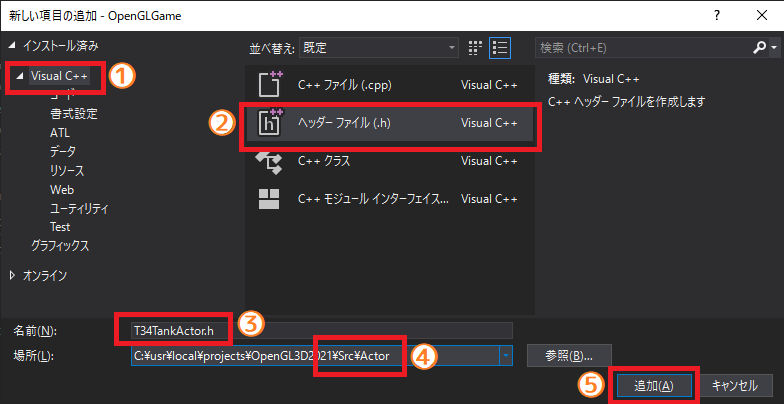 新しい項目の追加 - OpenGLGame
? ×
インストール済み
並べ替え: 既定
検索 (Ctrl+E)
Visual C++
①
コード
書式設定
ATL
データ
リソース
Web
ユーティリティ
Test
グラフィックス
オンライン
C++ ファイル (.cpp) Visual C++
②
ヘッダー ファイル (.h) Visual C++
C++ クラス Visual C++
C++ モジュール インターフェイス... Visual C++
種類: Visual C++
C++ ヘッダー ファイルを作成します
名前(N): T34TankActor.h
③
場所(L): C:¥usr¥local¥projects¥OpenGL3D2021¥Src¥Actor
④
参照(B)...
⑤
追加(A)
キャンセル